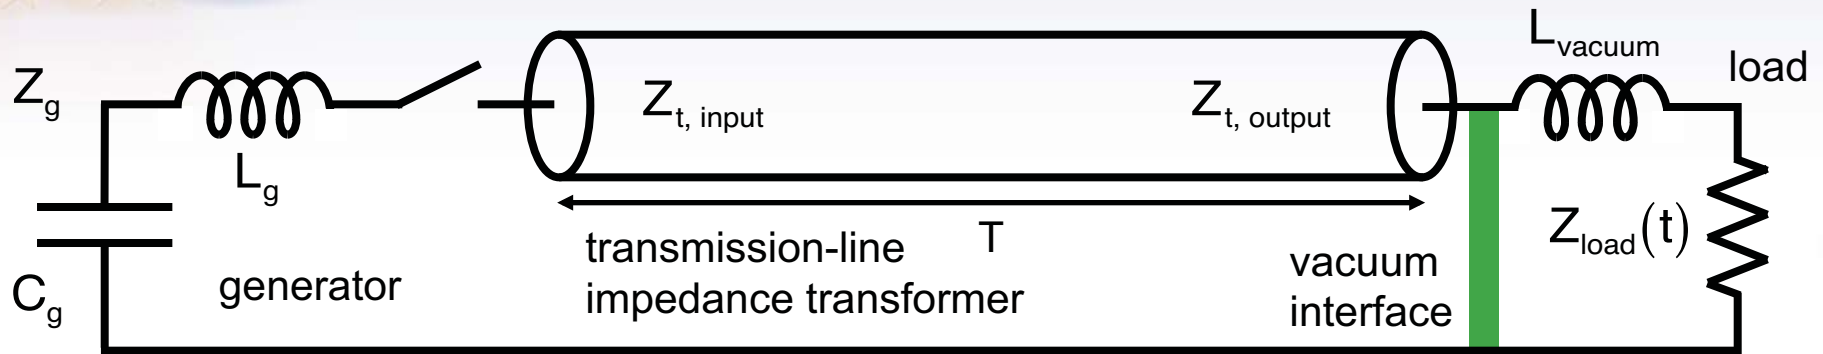 Z_g
L_g
C_g
generator
Z_t, input
Z_t, output
T
transmission-line
impedance transformer
vacuum
interface
L_vacuum
load
Z_load(t)